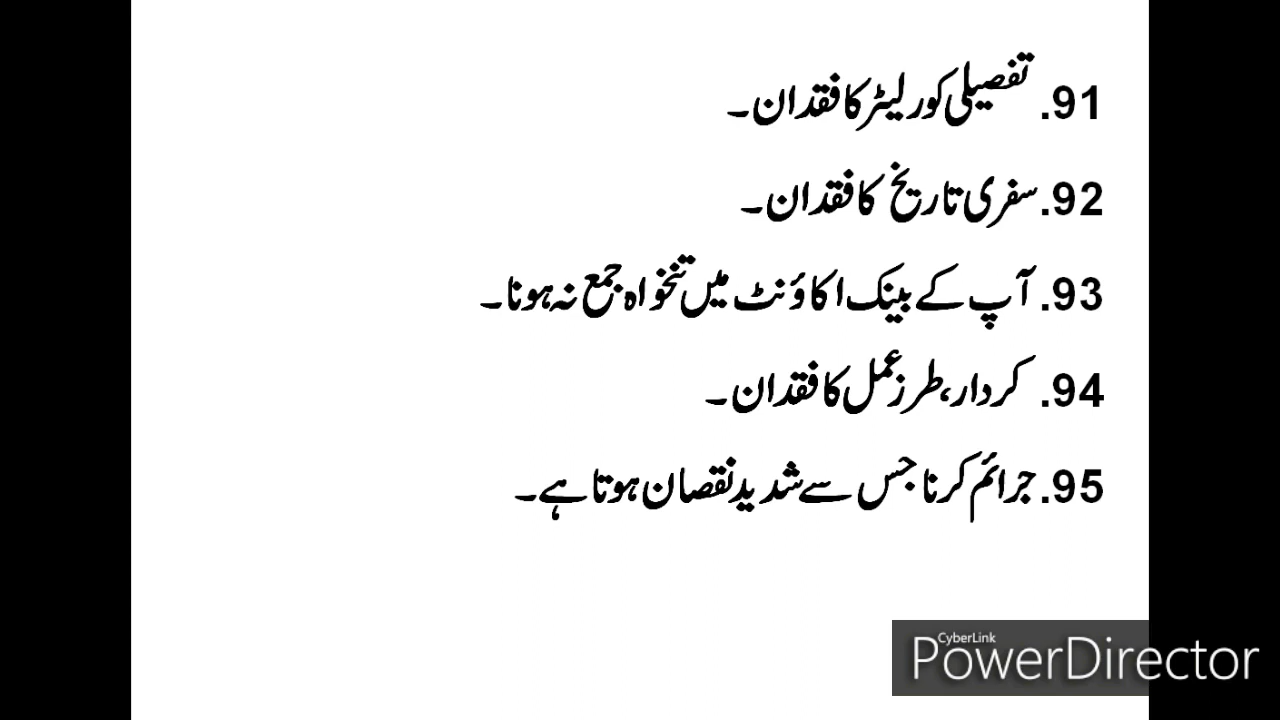 91. تفصیلی کور لیٹر کا فقدان۔
92. سفری تاریخ کا فقدان۔
93. آپ کے بینک اکاؤنٹ میں تنخواہ جمع نہ ہونا۔
94. کردار، طرز عمل کا فقدان۔
95. جرائم کرنا جس سے شدید نقصان ہوتا ہے۔
CyberLink
PowerDirector